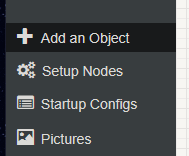 Add an Object
Setup Nodes
Startup Configs
Pictures